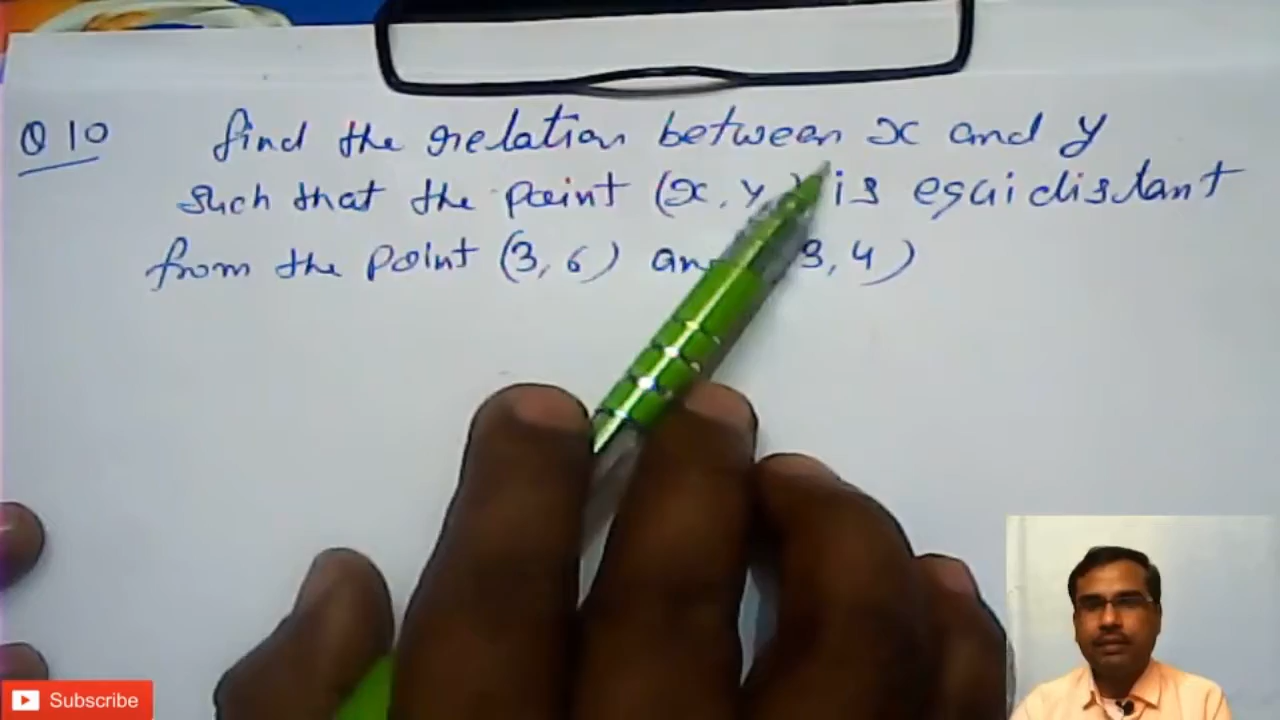 Q 10 find the relation between x and y
such that the point (x, y) is equidistant
from the point (3, 6) and 3, 4)
Subscribe